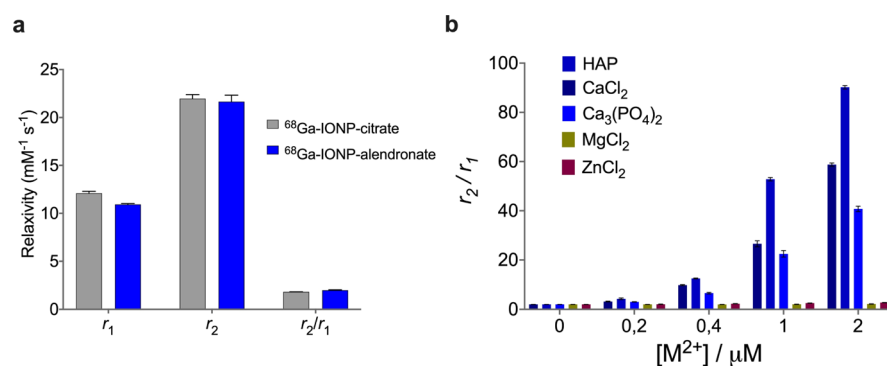 a
Relaxivity (mM⁻¹ s⁻¹)
25
20
15
10
5
0
r₁
r₂
r₂/r₁
⁶⁸Ga-IONP-citrate
⁶⁸Ga-IONP-alendronate
b
r₂ / r₁
100
80
60
40
20
0
HAP
CaCl₂
Ca₃(PO₄)₂
MgCl₂
ZnCl₂
0
0,2
0,4
1
2
[M²⁺] / μM